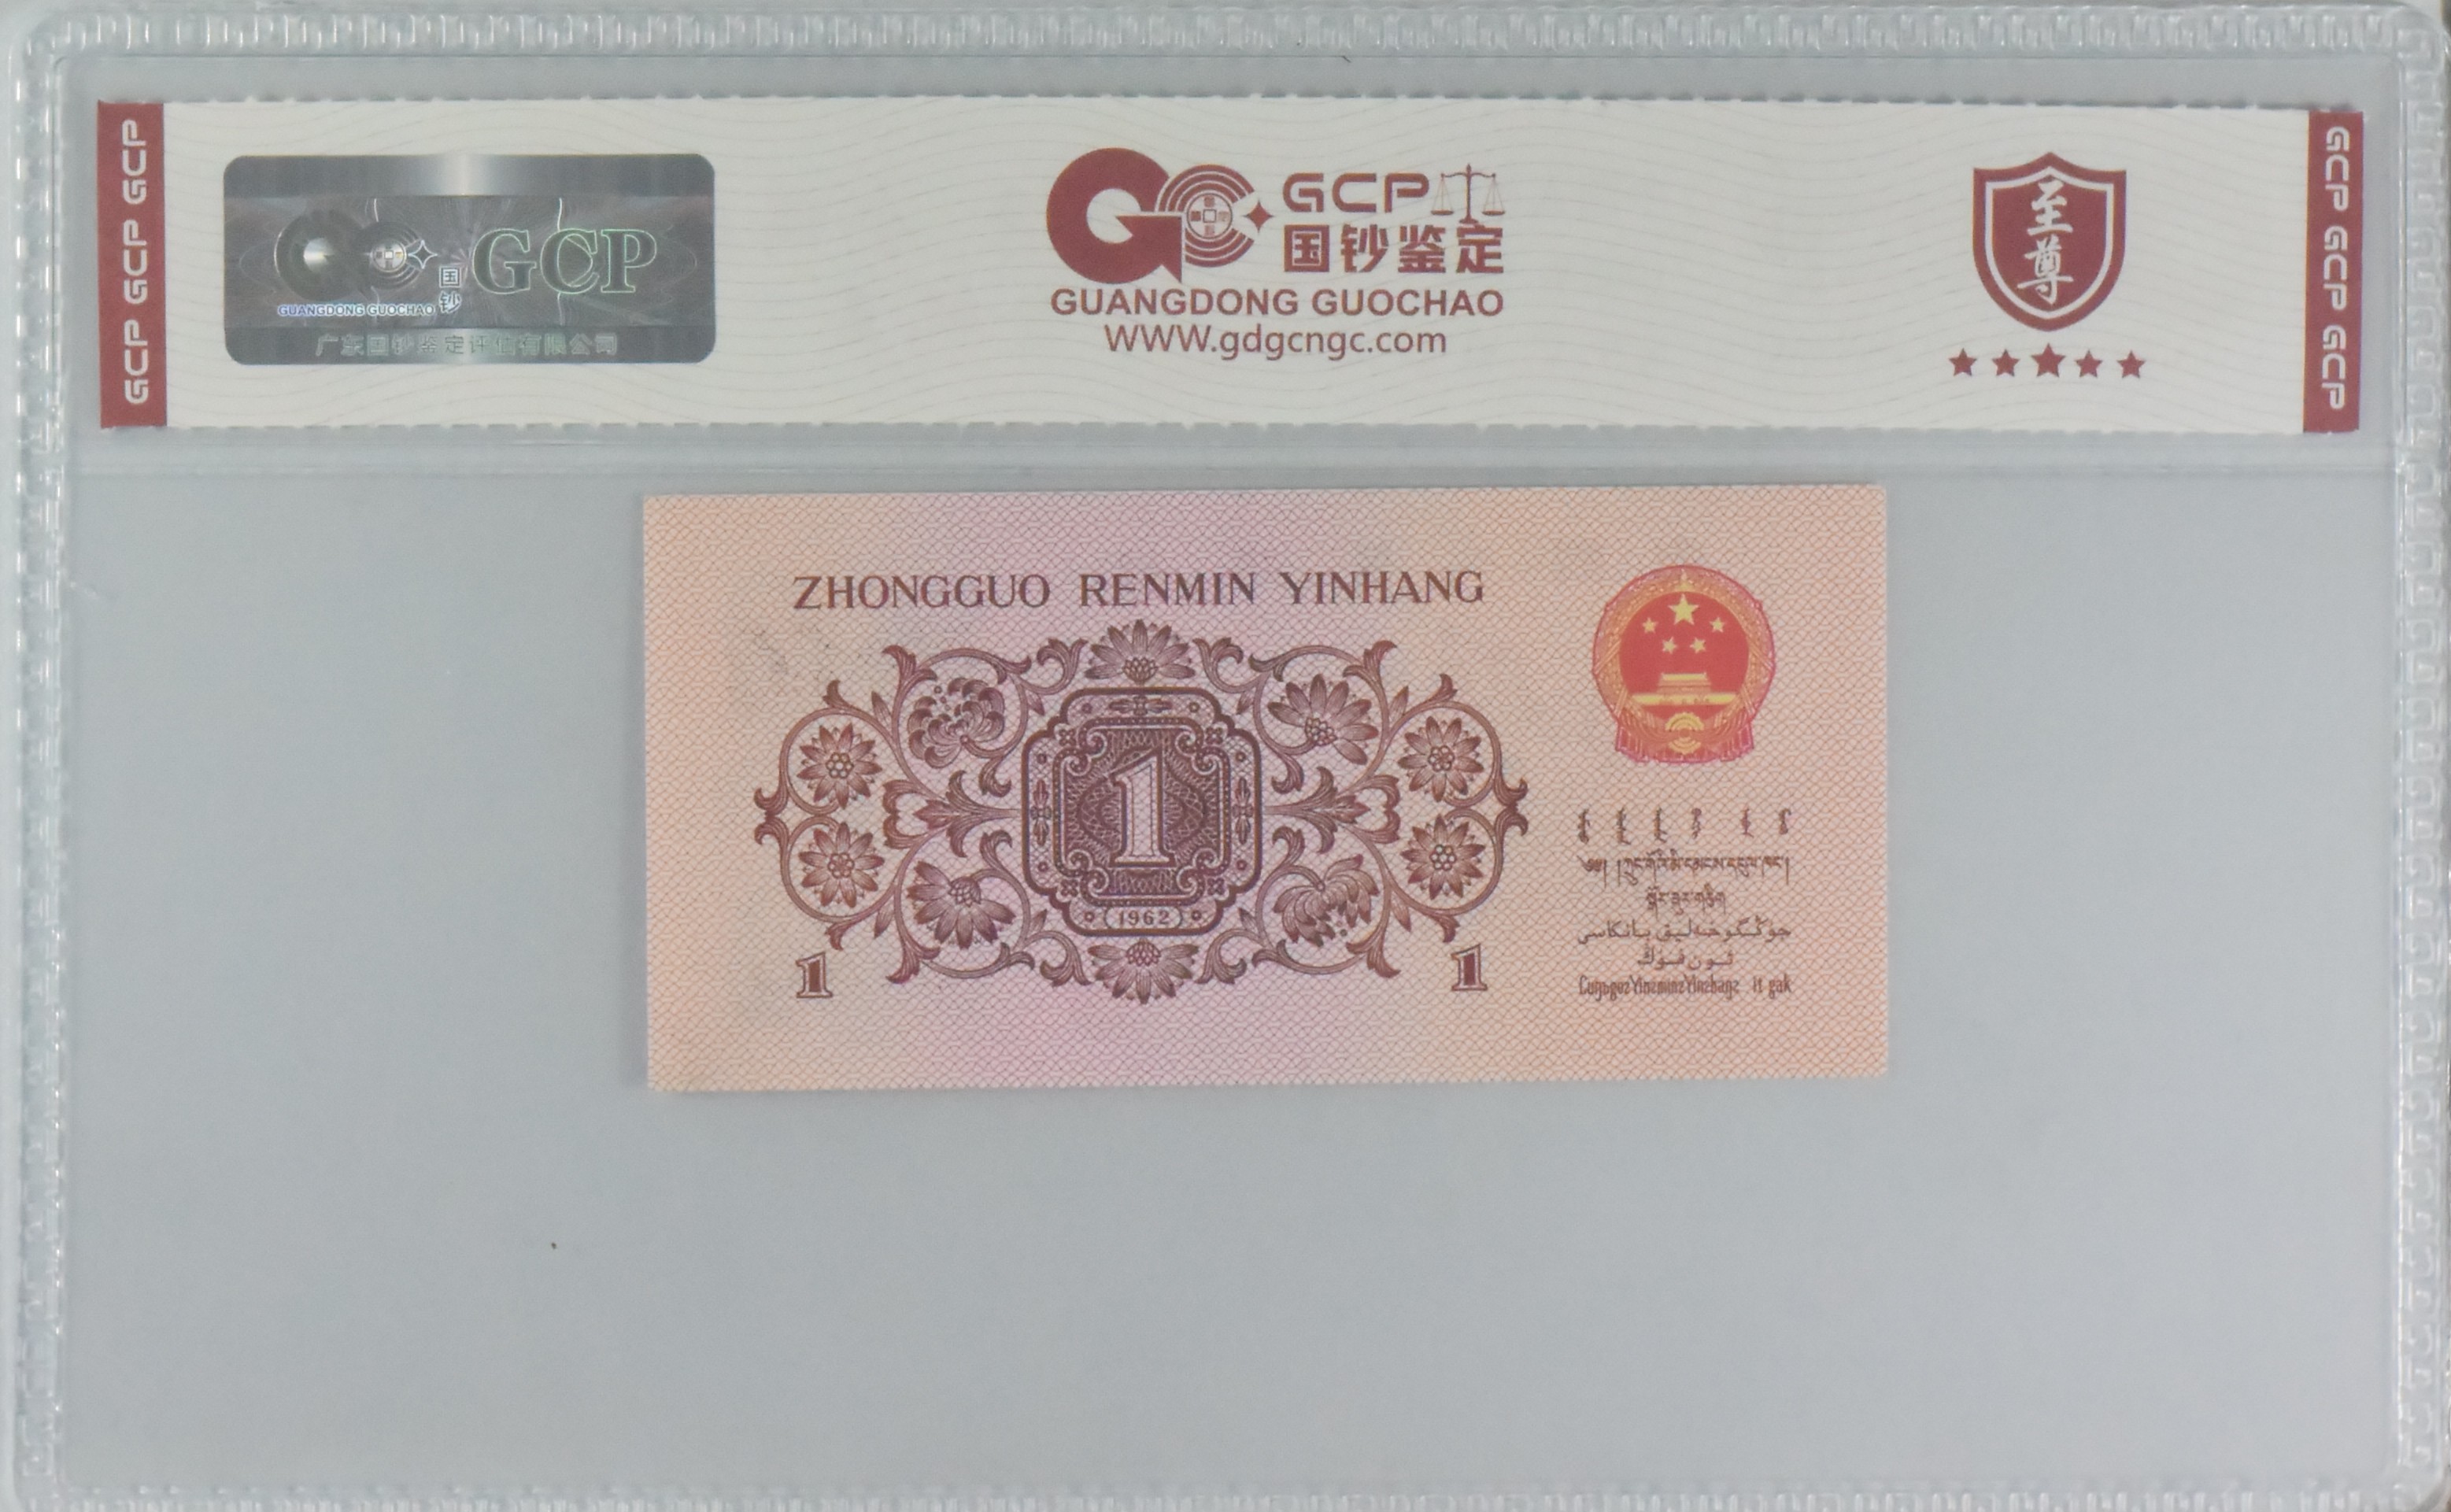 GCP GCP GCP
国钞
GCP
GUANGDONG GUOCHAO
广东国钞鉴定评估有限公司
GCP
国钞鉴定
GUANGDONG GUOCHAO
WWW.gdgcngc.com
至尊
GCP GCP GCP
ZHONGGUO RENMIN YINHANG
1
1962
1
1
جۇڭگوخەلىق بانكاسى